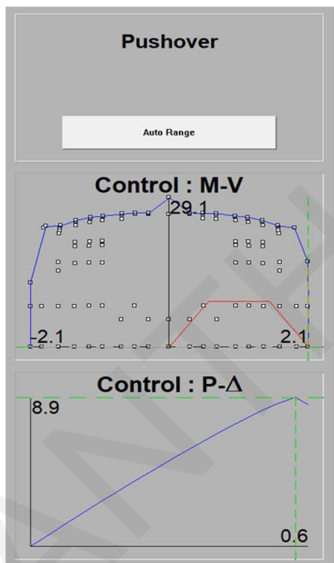 Pushover
Auto Range
Control : M-V
29.1
-2.1
2.1
Control : P-Δ
8.9
0.6